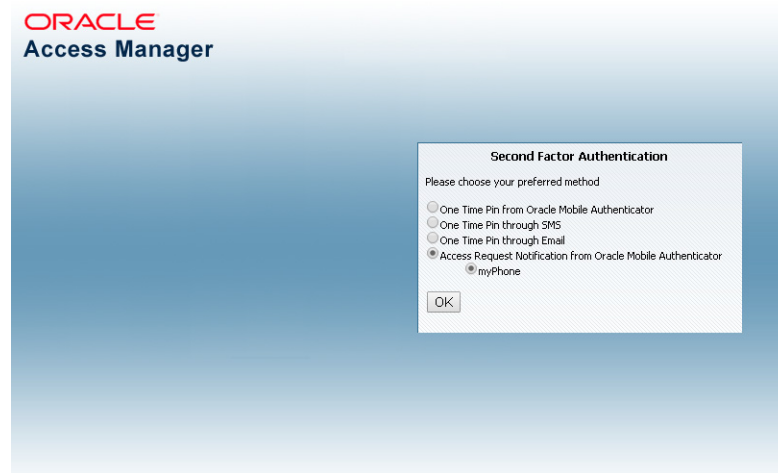 ORACLE
Access Manager
Second Factor Authentication
Please choose your preferred method
One Time Pin from Oracle Mobile Authenticator
One Time Pin through SMS
One Time Pin through Email
Access Request Notification from Oracle Mobile Authenticator
myPhone
OK